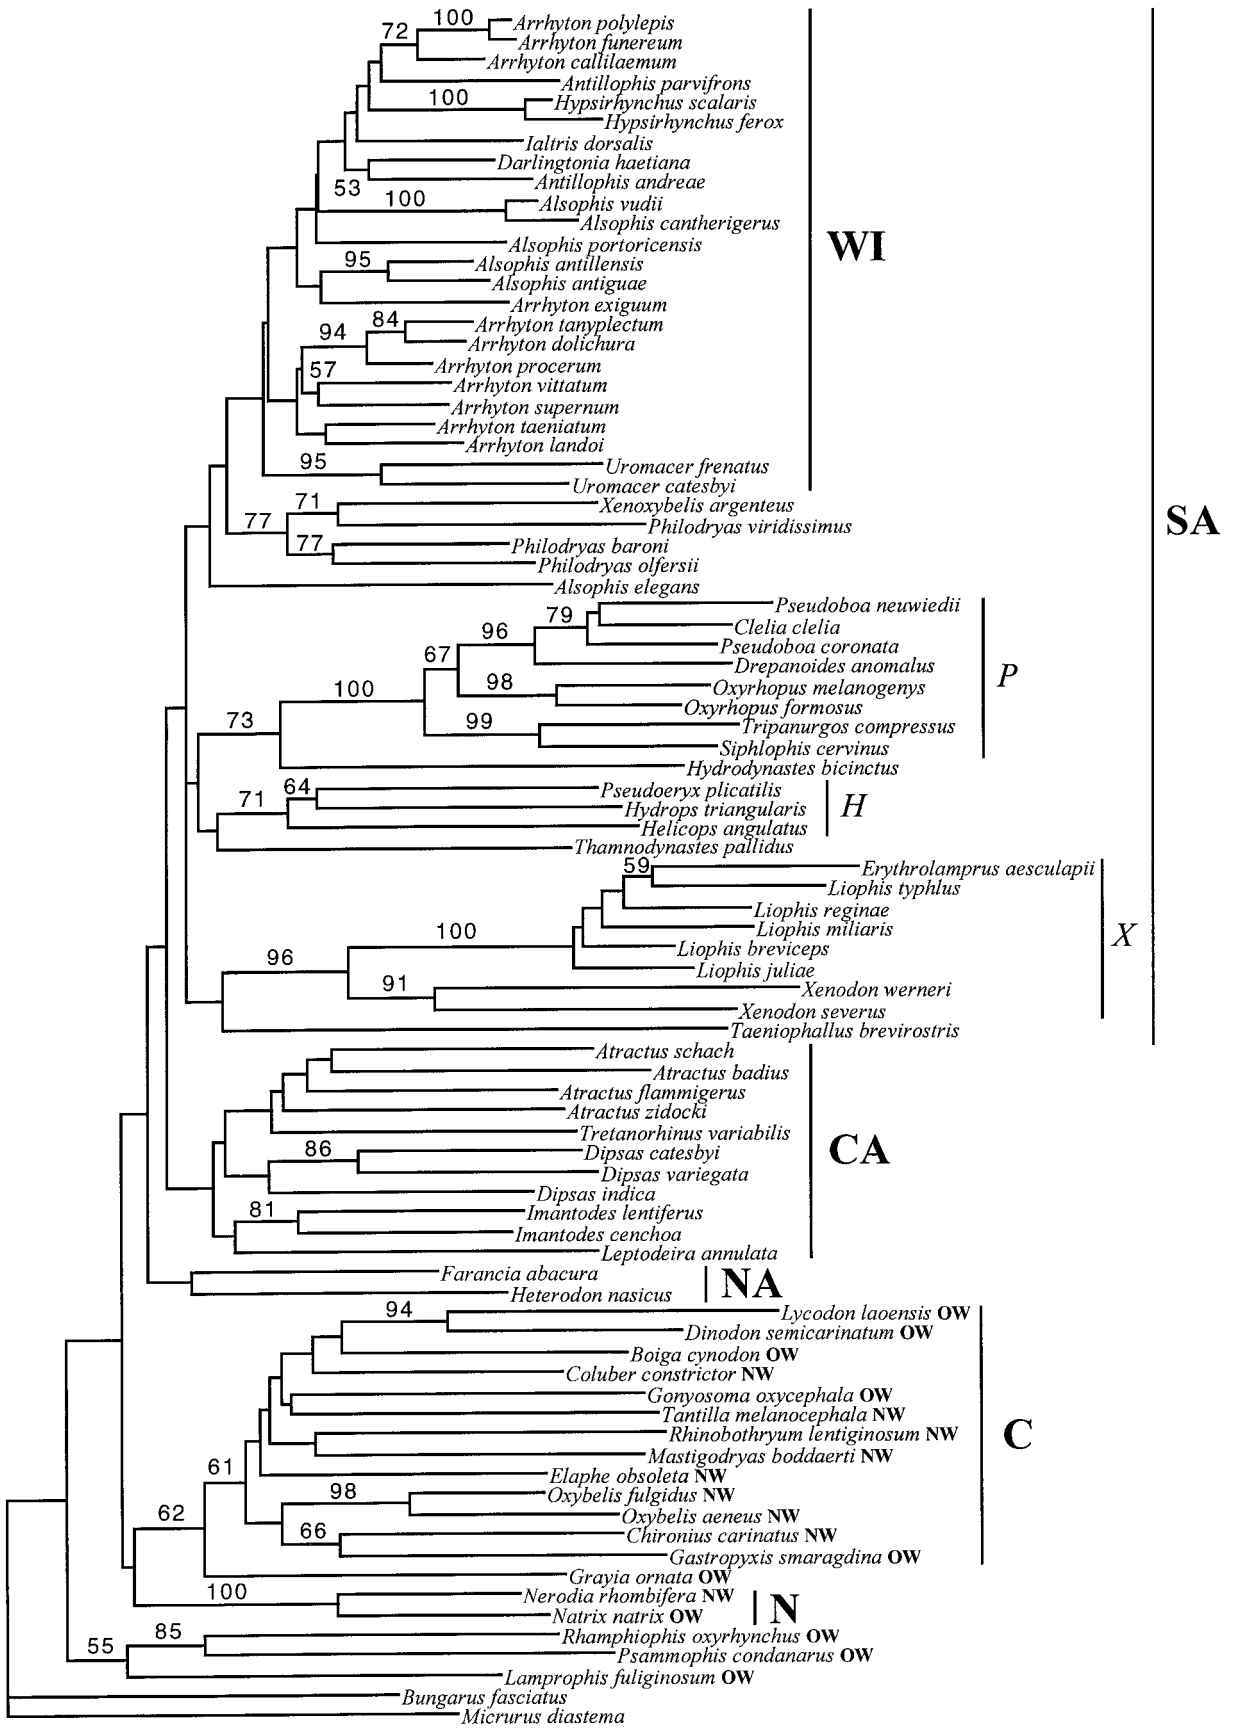 100
Arrhyton polylepis
72
Arrhyton funereum
Arrhyton callilaemum
Antillophis parvifrons
100
Hypsirhynchus scalaris
Hypsirhynchus ferox
Ialtris dorsalis
Darlingtonia haetiana
53
Antillophis andreae
100
Alsophis vudii
Alsophis cantherigerus
Alsophis portoricensis
WI
95
Alsophis antillensis
Alsophis antiguae
Arrhyton exiguum
84
Arrhyton tanyplectum
94
Arrhyton dolichura
Arrhyton procerum
57
Arrhyton vittatum
Arrhyton supernum
Arrhyton taeniatum
Arrhyton landoi
95
Uromacer frenatus
Uromacer catesbyi
71
Xenoxybelis argenteus
77
Philodryas viridissimus
SA
77
Philodryas baroni
Philodryas olfersii
Alsophis elegans
Pseudoboa neuwiedii
79
Clelia clelia
96
Pseudoboa coronata
67
Drepanoides anomalus
P
98
Oxyrhopus melanogenys
100
Oxyrhopus formosus
73
99
Tripanurgos compressus
Siphlophis cervinus
Hydrodynastes bicinctus
64
Pseudoeryx plicatilis
71
Hydrops triangularis
H
Helicops angulatus
Thamnodynastes pallidus
59
Erythrolamprus aesculapii
Liophis typhlus
Liophis reginae
Liophis miliaris
100
X
Liophis breviceps
96
Liophis juliae
91
Xenodon werneri
Xenodon severus
Taeniophallus brevirostris
Atractus schach
Atractus badius
Atractus flammigerus
Atractus zidocki
Tretanorhinus variabilis
CA
86
Dipsas catesbyi
Dipsas variegata
Dipsas indica
81
Imantodes lentiferus
Imantodes cenchoa
Leptodeira annulata
Farancia abacura
NA
Heterodon nasicus
94
Lycodon laoensis OW
Dinodon semicarinatum OW
Boiga cynodon OW
Coluber constrictor NW
Gonyosoma oxycephala OW
Tantilla melanocephala NW
Rhinobothryum lentiginosum NW
C
Mastigodryas boddaerti NW
61
Elaphe obsoleta NW
98
Oxybelis fulgidus NW
62
Oxybelis aeneus NW
66
Chironius carinatus NW
Gastropyxis smaragdina OW
Grayia ornata OW
100
Nerodia rhombifera NW
N
Natrix natrix OW
85
Rhamphiophis oxyrhynchus OW
55
Psammophis condanarus OW
Lamprophis fuliginosum OW
Bungarus fasciatus
Micrurus diastema